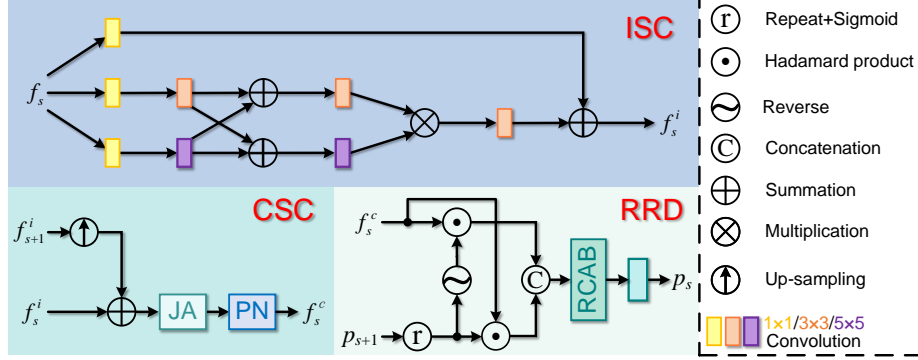 ISC
f_s
f_s^i
CSC
f_{s+1}^i
f_s^i
JA
PN
f_s^c
RRD
f_s^c
p_{s+1}
r
C
RCAB
p_s
r Repeat+Sigmoid
Hadamard product
Reverse
C Concatenation
Summation
Multiplication
Up-sampling
1×1/3×3/5×5
Convolution